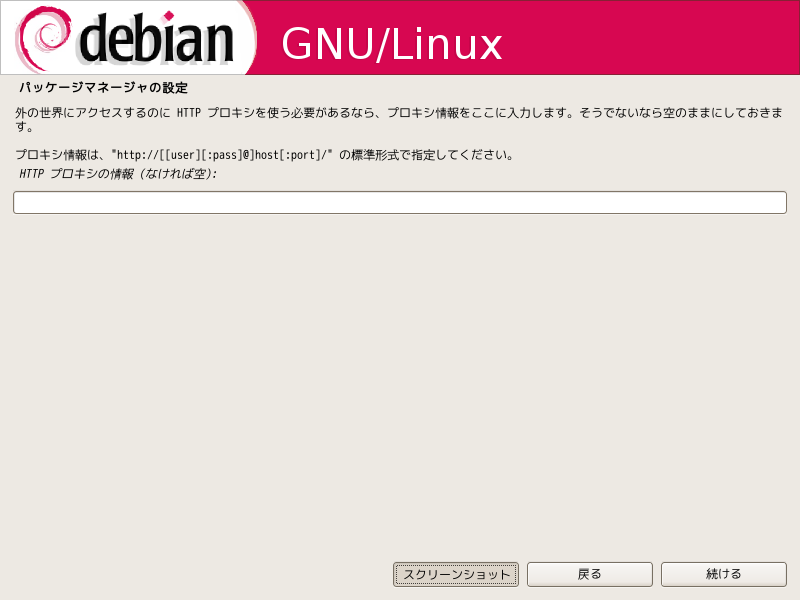 debian GNU/Linux
パッケージマネージャの設定
外の世界にアクセスするのに HTTP プロキシを使う必要があるなら、プロキシ情報をここに入力します。そうでないなら空のままにしておきま
す。
プロキシ情報は、"http://[[user][:pass]@]host[:port]/" の標準形式で指定してください。
HTTP プロキシの情報 (なければ空):
スクリーンショット 戻る 続ける